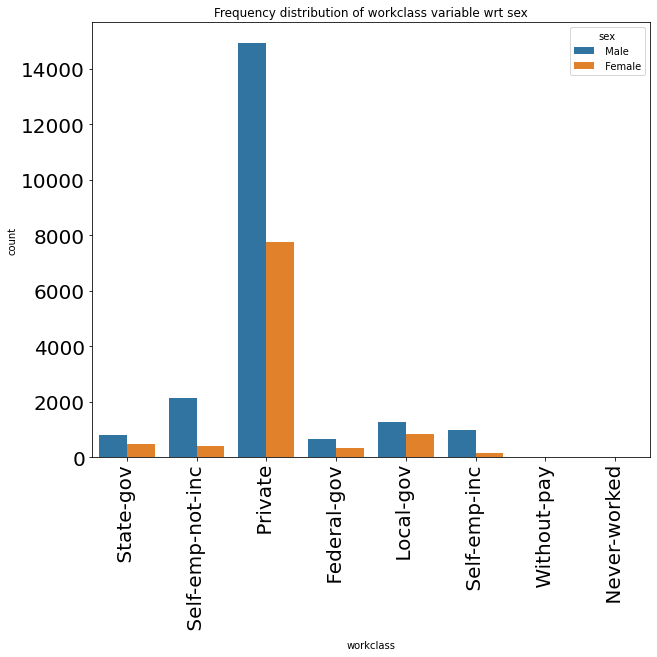 Frequency distribution of workclass variable wrt sex
sex
Male
Female
14000
12000
10000
8000
6000
4000
2000
0
count
State-gov
Self-emp-not-inc
Private
Federal-gov
Local-gov
Self-emp-inc
Without-pay
Never-worked
workclass